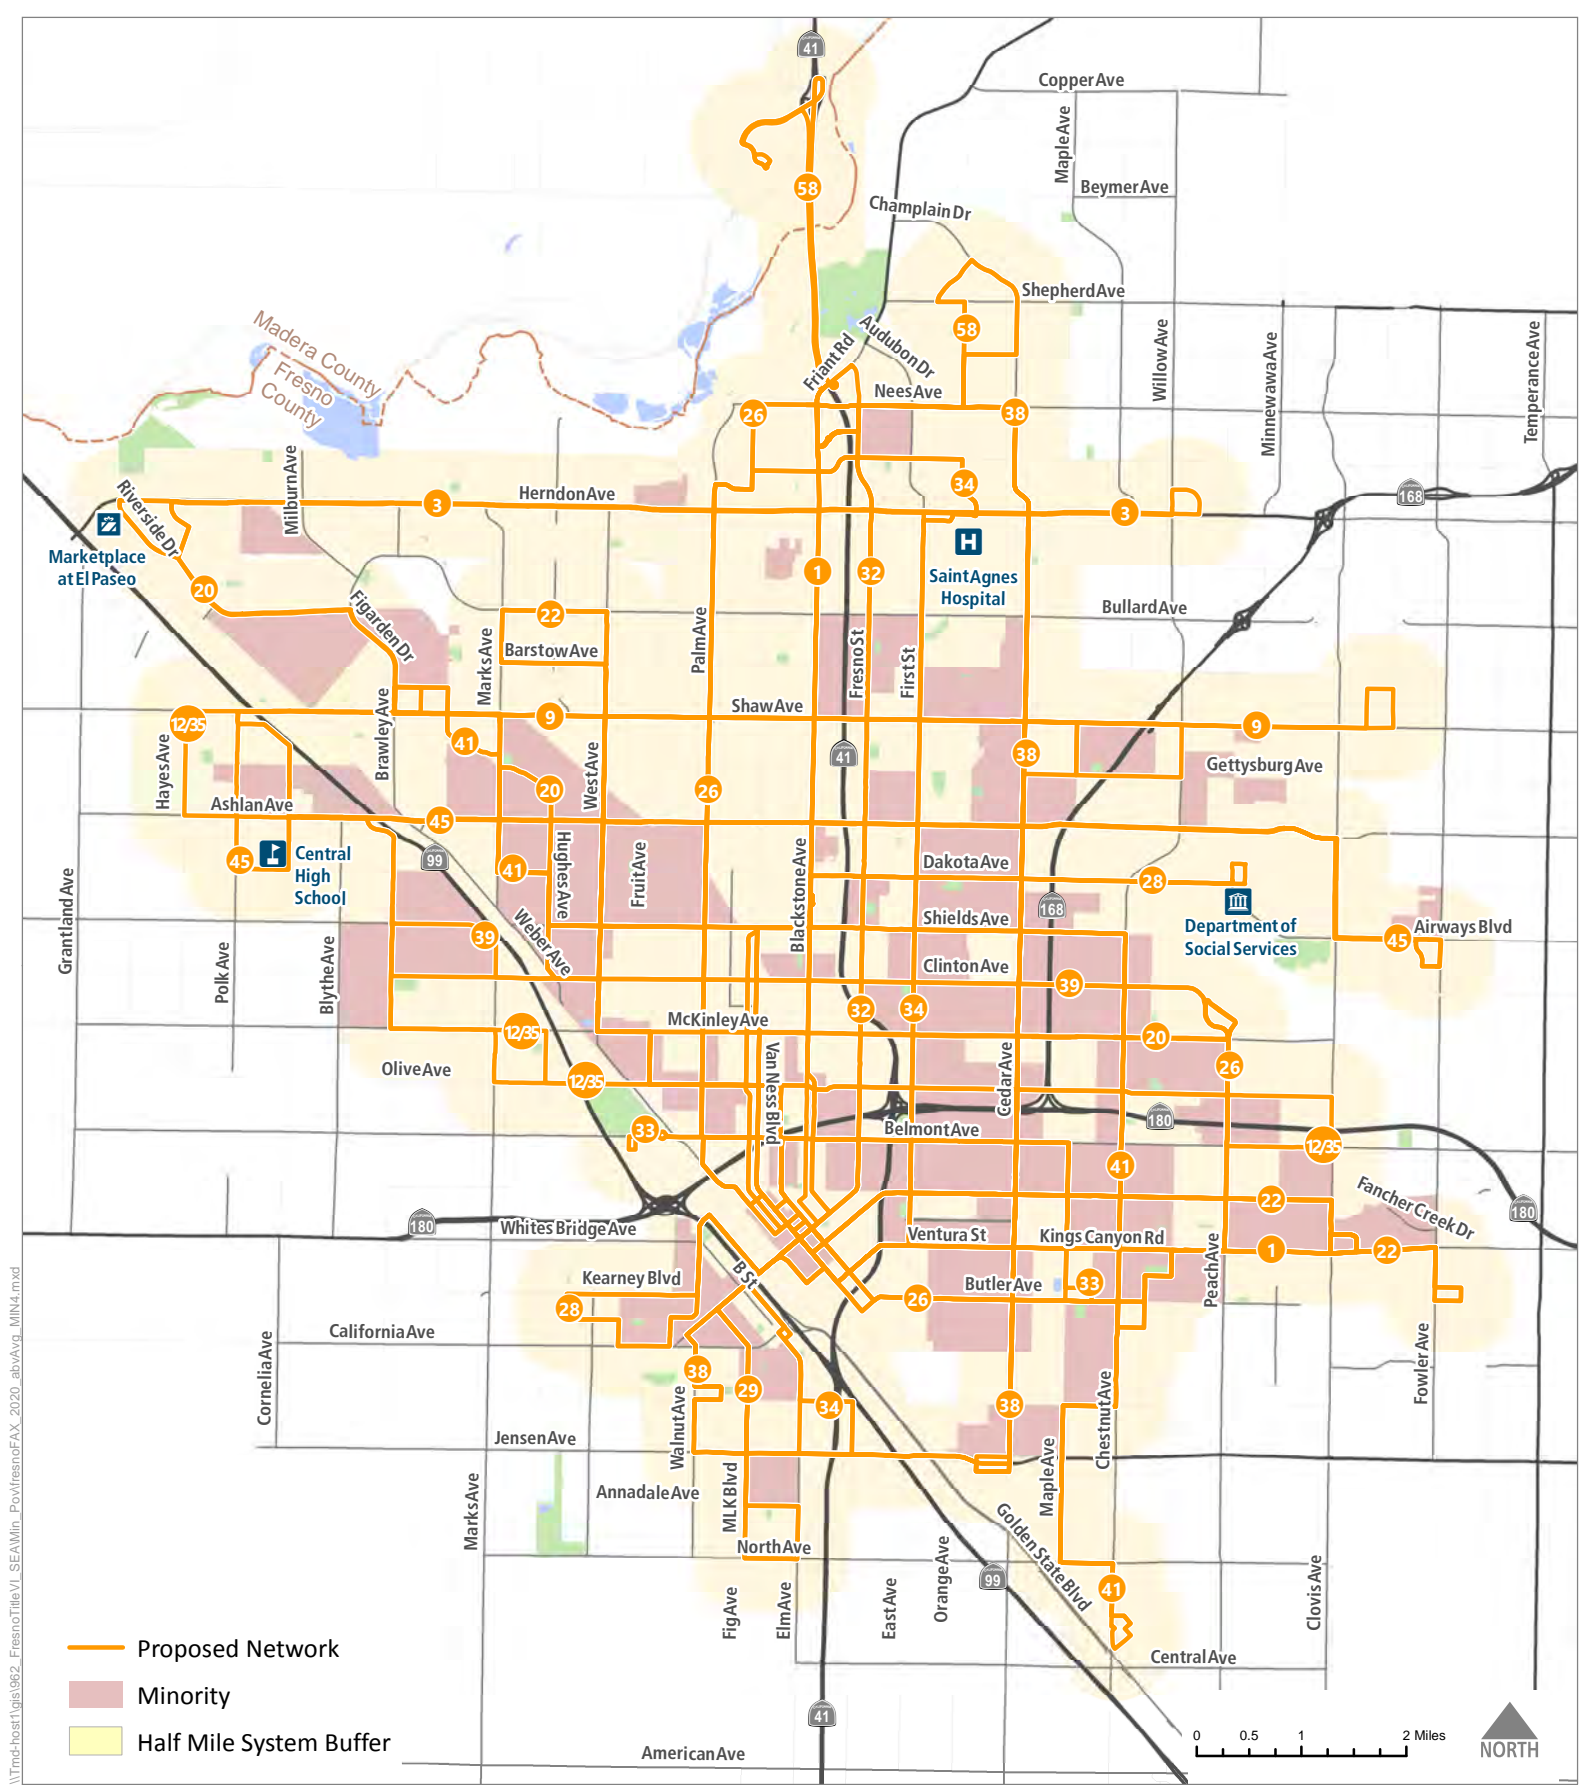 41
Copper Ave
Maple Ave
Beymer Ave
58
Champlain Dr
Shepherd Ave
58
Madera County
Fresno
County
Friant Rd
Audubon Dr
Nees Ave
Willow Ave
Minnewawa Ave
Temperance Ave
26
38
Milburn Ave
Riverside Dr
3
Herndon Ave
34
3
168
Marketplace
at El Paseo
20
1
32
H
Saint Agnes
Hospital
22
Bullard Ave
Figarden Dr
Marks Ave
Barstow Ave
Palm Ave
Fresno St
First St
12/35
Shaw Ave
9
9
41
41
38
Hayes Ave
Brawley Ave
West Ave
Gettysburg Ave
20
26
Ashlan Ave
45
45
Central
High
School
99
41
Hughes Ave
Fruit Ave
Blackstone Ave
Dakota Ave
28
168
Department of
Social Services
Grantland Ave
Polk Ave
Blythe Ave
39
Weber Ave
Shields Ave
45
Airways Blvd
Clinton Ave
39
32
34
12/35
McKinley Ave
20
Olive Ave
12/35
Van Ness Blvd
Cedar Ave
26
33
Belmont Ave
180
12/35
41
22
Fancher Creek Dr
180
180
Whites Bridge Ave
Ventura St
Kings Canyon Rd
Peach Ave
1
22
Kearney Blvd
B St
28
26
Butler Ave
33
California Ave
Cornelia Ave
38
29
34
38
Walnut Ave
Chestnut Ave
Fowler Ave
Jensen Ave
Marks Ave
Annadale Ave
MLK Blvd
Maple Ave
North Ave
Golden State Blvd
Orange Ave
99
41
Fig Ave
Elm Ave
East Ave
Clovis Ave
Central Ave
41
American Ave
Proposed Network
Minority
Half Mile System Buffer
0 0.5 1 2 Miles
NORTH
\\Tmd-host1\gis\962_FresnoTitleVI_SEA\Min_Pov\fresnoFAX_2020_abvAvg_MIN4.mxd